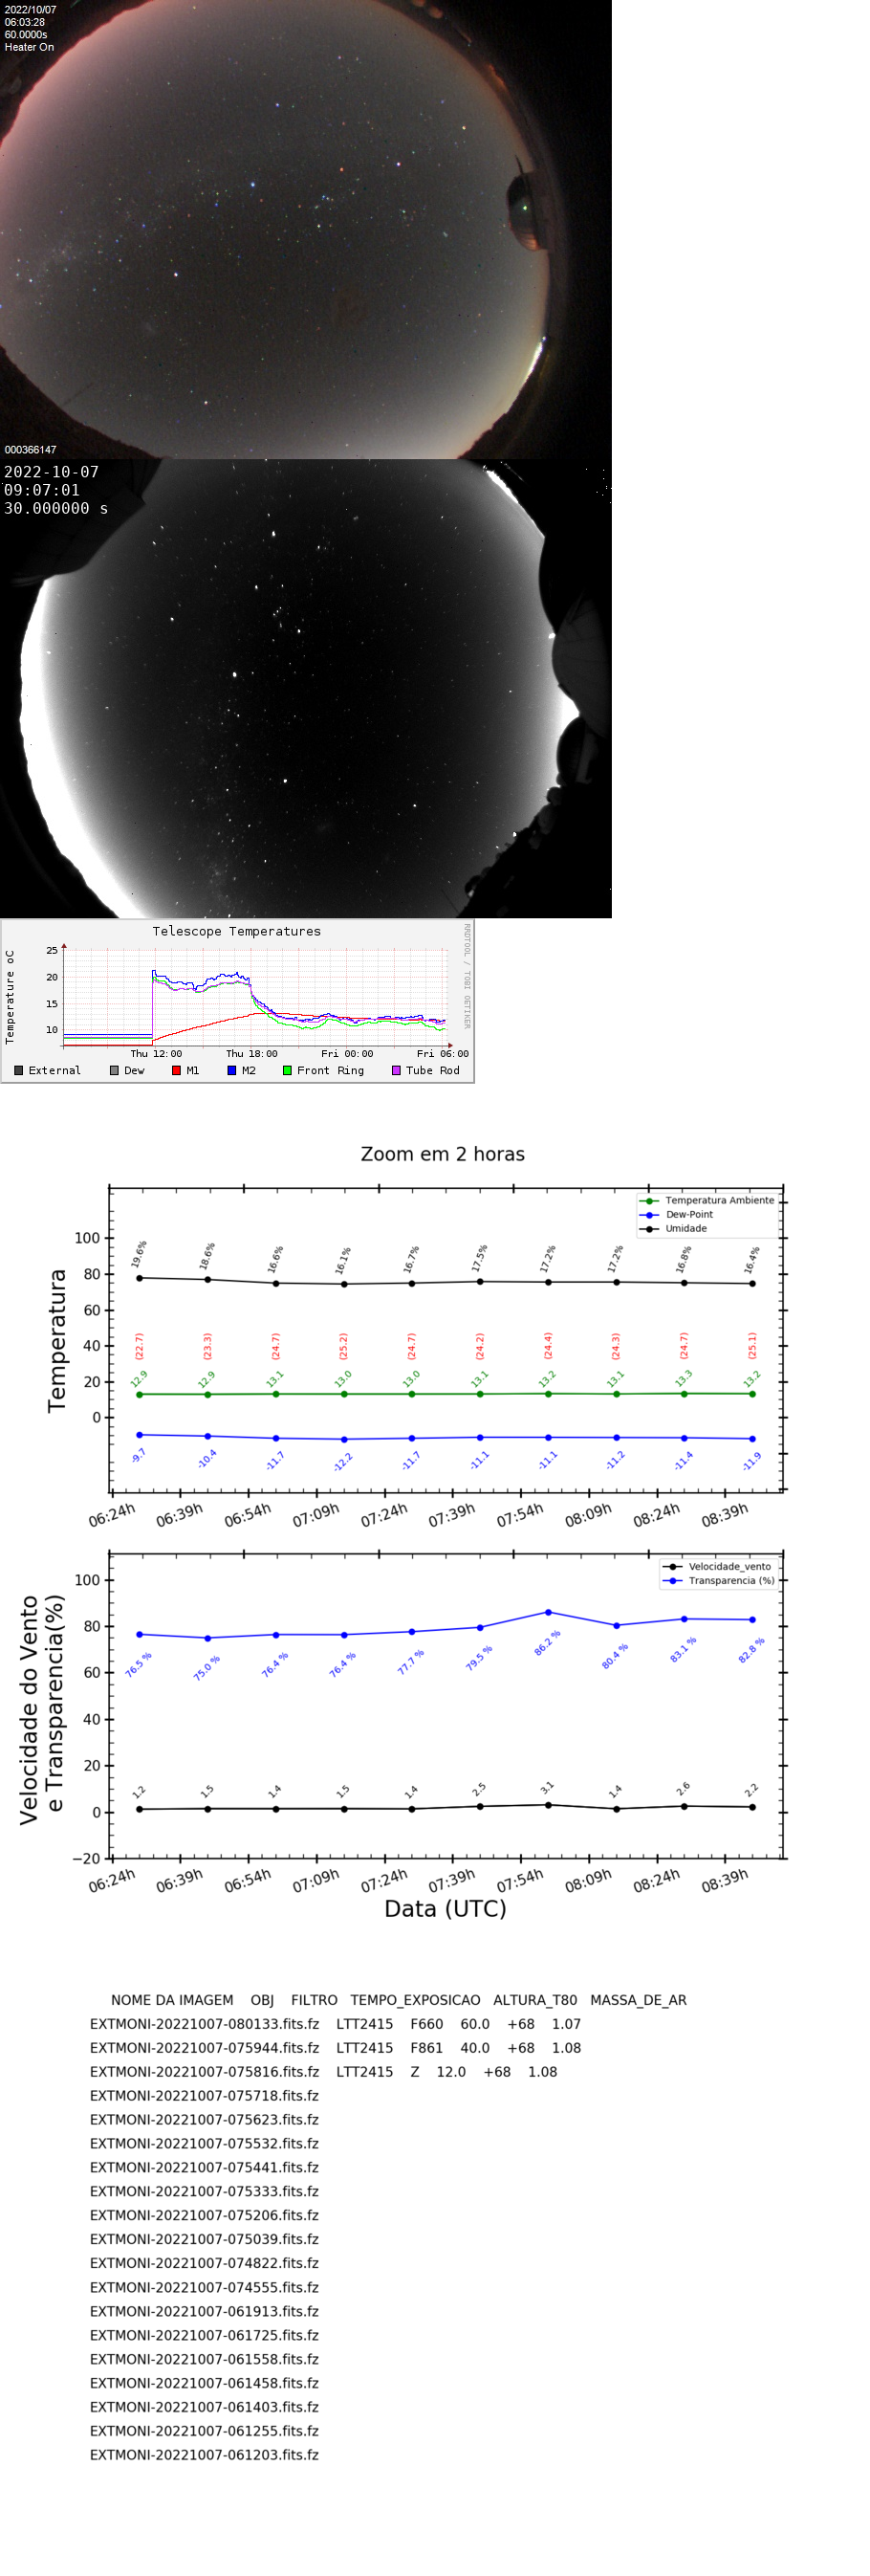 2022/10/07
06:03:28
60.0000s
Heater On
000366147
2022-10-07
09:07:01
30.000000 s
Telescope Temperatures
RRDTOOL / TOBI OETIKER
Temperature oC
25
20
15
10
Thu 12:00 Thu 18:00 Fri 00:00 Fri 06:00
External Dew M1 M2 Front Ring Tube Rod
Zoom em 2 horas
Temperatura Ambiente
Dew-Point
Umidade
Temperatura
100
80
60
40
20
0
19.6% 18.6% 16.6% 16.1% 16.7% 17.5% 17.2% 17.2% 16.8% 16.4%
(22.7) (23.3) (24.7) (25.2) (24.7) (24.2) (24.4) (24.3) (24.7) (25.1)
12.9 12.9 13.1 13.0 13.0 13.1 13.2 13.1 13.3 13.2
-9.7 -10.4 -11.7 -12.2 -11.7 -11.1 -11.1 -11.2 -11.4 -11.9
06:24h 06:39h 06:54h 07:09h 07:24h 07:39h 07:54h 08:09h 08:24h 08:39h
Velocidade_vento
Transparencia (%)
Velocidade do Vento
e Transparencia(%)
100
80
60
40
20
0
−20
76.5 % 75.0 % 76.4 % 76.4 % 77.7 % 79.5 % 86.2 % 80.4 % 83.1 % 82.8 %
1.2 1.5 1.4 1.5 1.4 2.5 3.1 1.4 2.6 2.2
06:24h 06:39h 06:54h 07:09h 07:24h 07:39h 07:54h 08:09h 08:24h 08:39h
Data (UTC)
NOME DA IMAGEM OBJ FILTRO TEMPO_EXPOSICAO ALTURA_T80 MASSA_DE_AR
EXTMONI-20221007-080133.fits.fz LTT2415 F660 60.0 +68 1.07
EXTMONI-20221007-075944.fits.fz LTT2415 F861 40.0 +68 1.08
EXTMONI-20221007-075816.fits.fz LTT2415 Z 12.0 +68 1.08
EXTMONI-20221007-075718.fits.fz
EXTMONI-20221007-075623.fits.fz
EXTMONI-20221007-075532.fits.fz
EXTMONI-20221007-075441.fits.fz
EXTMONI-20221007-075333.fits.fz
EXTMONI-20221007-075206.fits.fz
EXTMONI-20221007-075039.fits.fz
EXTMONI-20221007-074822.fits.fz
EXTMONI-20221007-074555.fits.fz
EXTMONI-20221007-061913.fits.fz
EXTMONI-20221007-061725.fits.fz
EXTMONI-20221007-061558.fits.fz
EXTMONI-20221007-061458.fits.fz
EXTMONI-20221007-061403.fits.fz
EXTMONI-20221007-061255.fits.fz
EXTMONI-20221007-061203.fits.fz